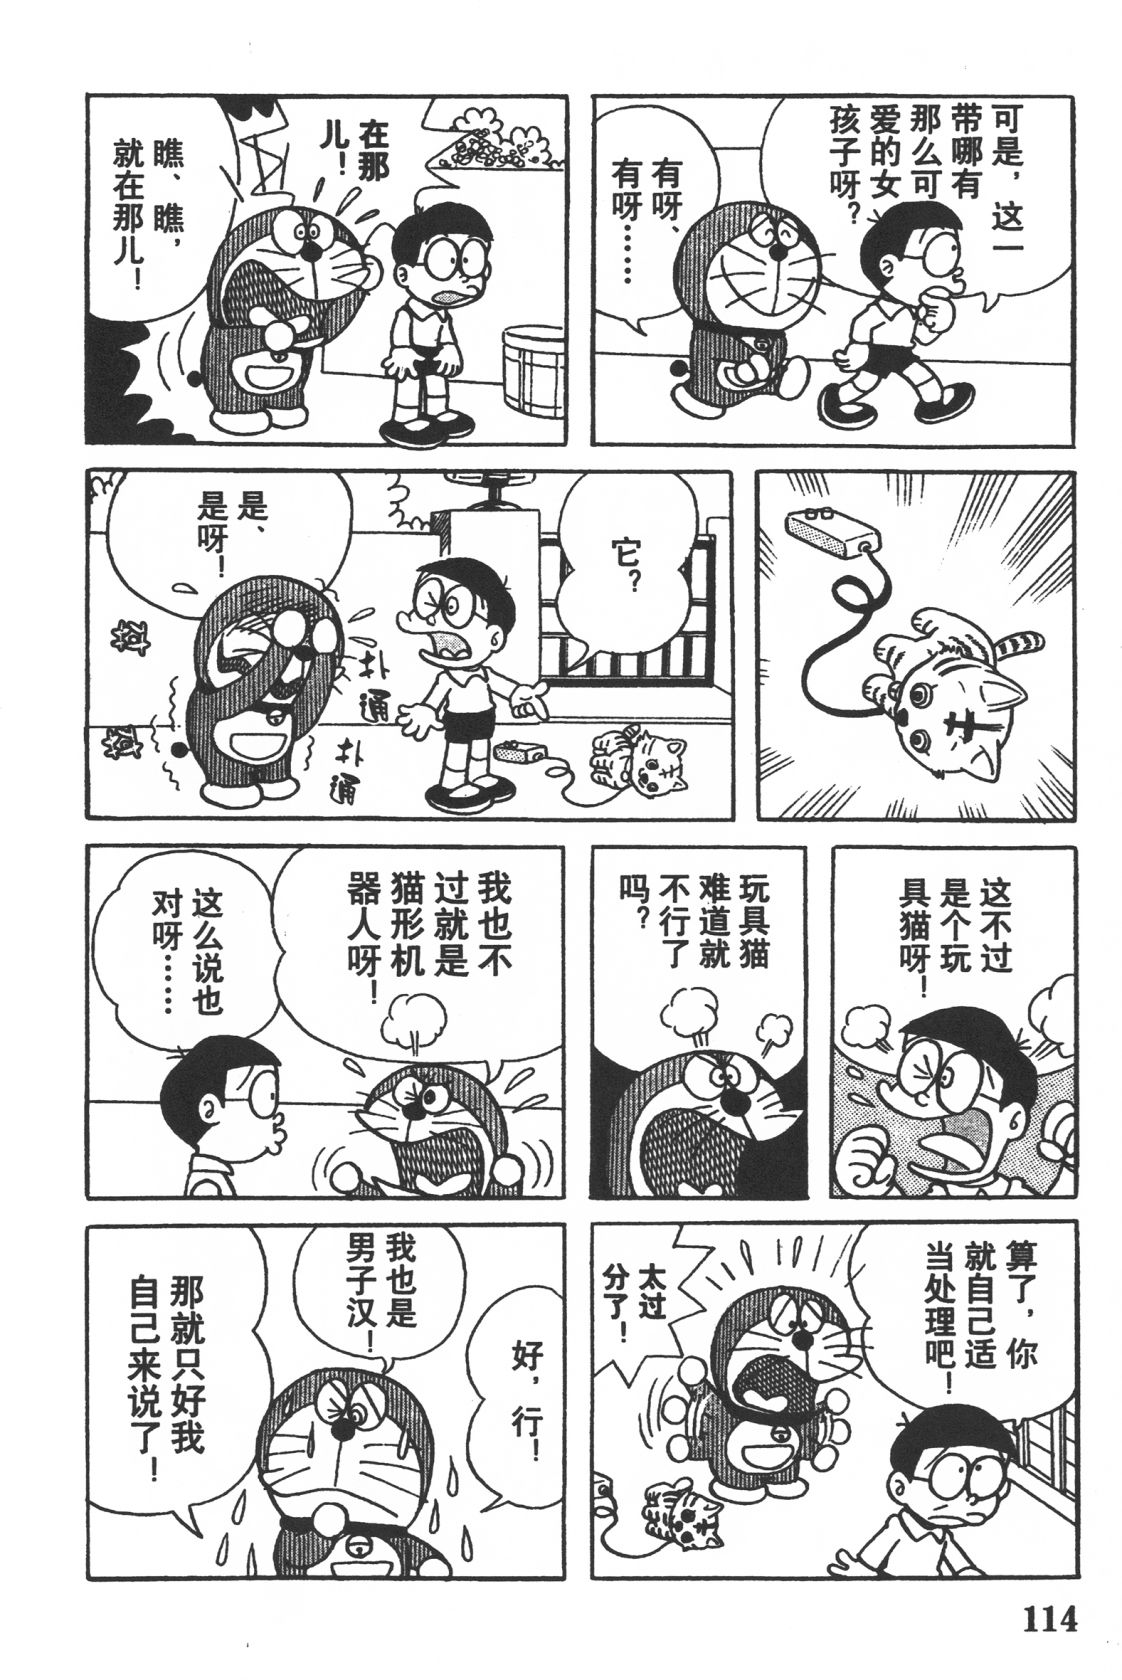 可是，这一
带哪有
那么可
爱的女
孩子呀？
有呀、
有呀……
在那
儿！
瞧、瞧，
就在那儿！
它？
扑通
扑通
是、
是呀！
这不过
是个玩
具猫呀！
玩具猫
难道就
不行了
吗？
我也不
过就是
猫形机
器人呀！
这么说也
对呀……
算了，你
就自己适
当处理吧！
太过
分了！
好，行！
我也是
男子汉！
那就只好我
自己来说了！
114